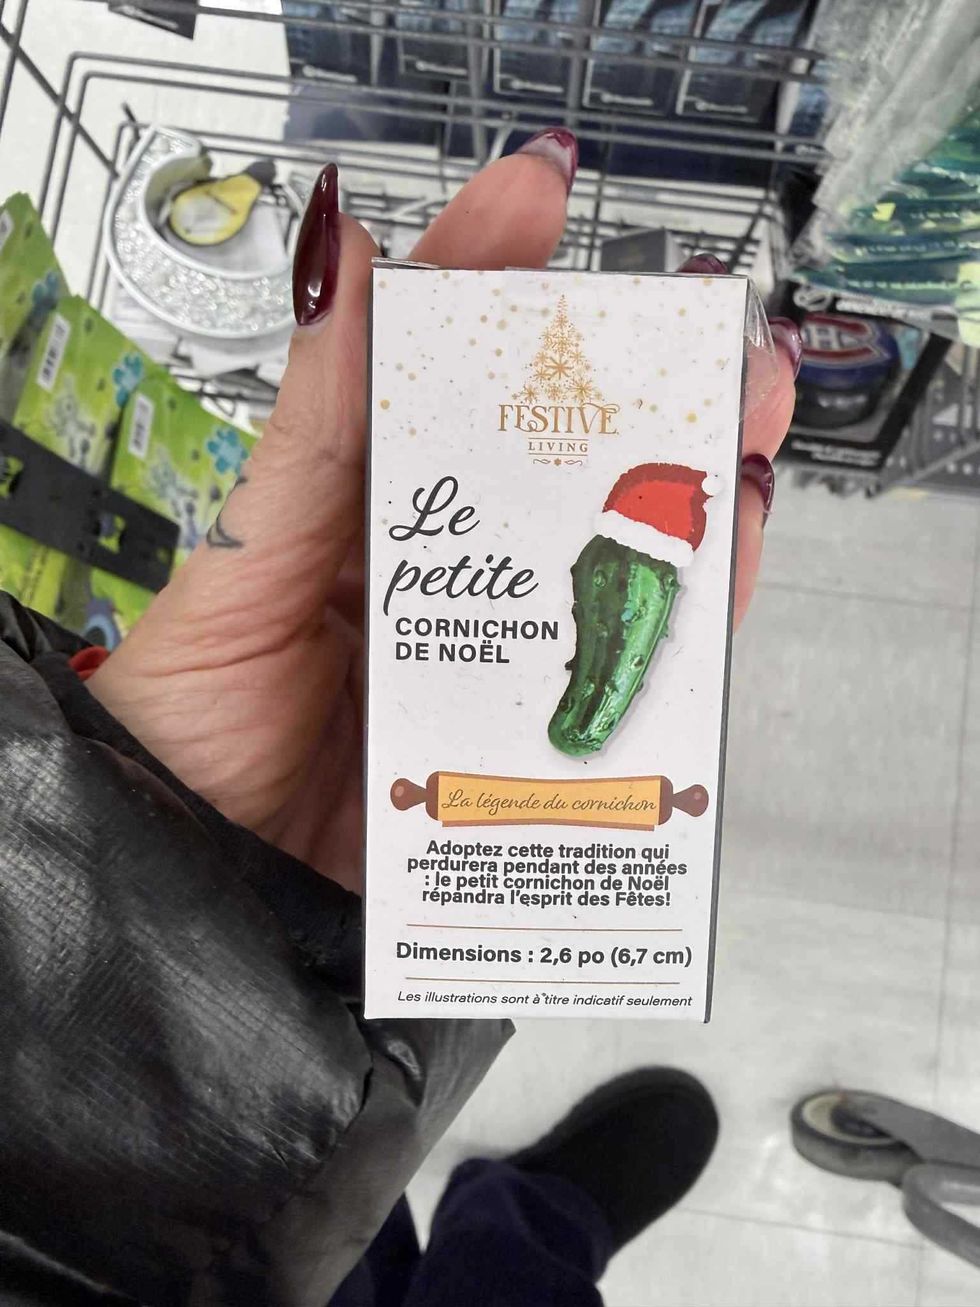 FESTIVE
LIVING
Le
petite
CORNICHON
DE NOËL
La légende du cornichon
Adoptez cette tradition qui
perdurera pendant des années
: le petit cornichon de Noël
répandra l'esprit des Fêtes!
Dimensions : 2,6 po (6,7 cm)
Les illustrations sont à titre indicatif seulement